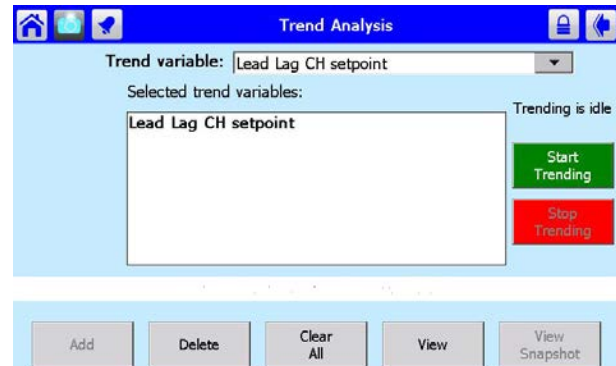 Trend Analysis
Trend variable: Lead Lag CH setpoint
Selected trend variables:
Trending is idle
Lead Lag CH setpoint
Start
Trending
Stop
Trending
Add
Delete
Clear
All
View
View
Snapshot